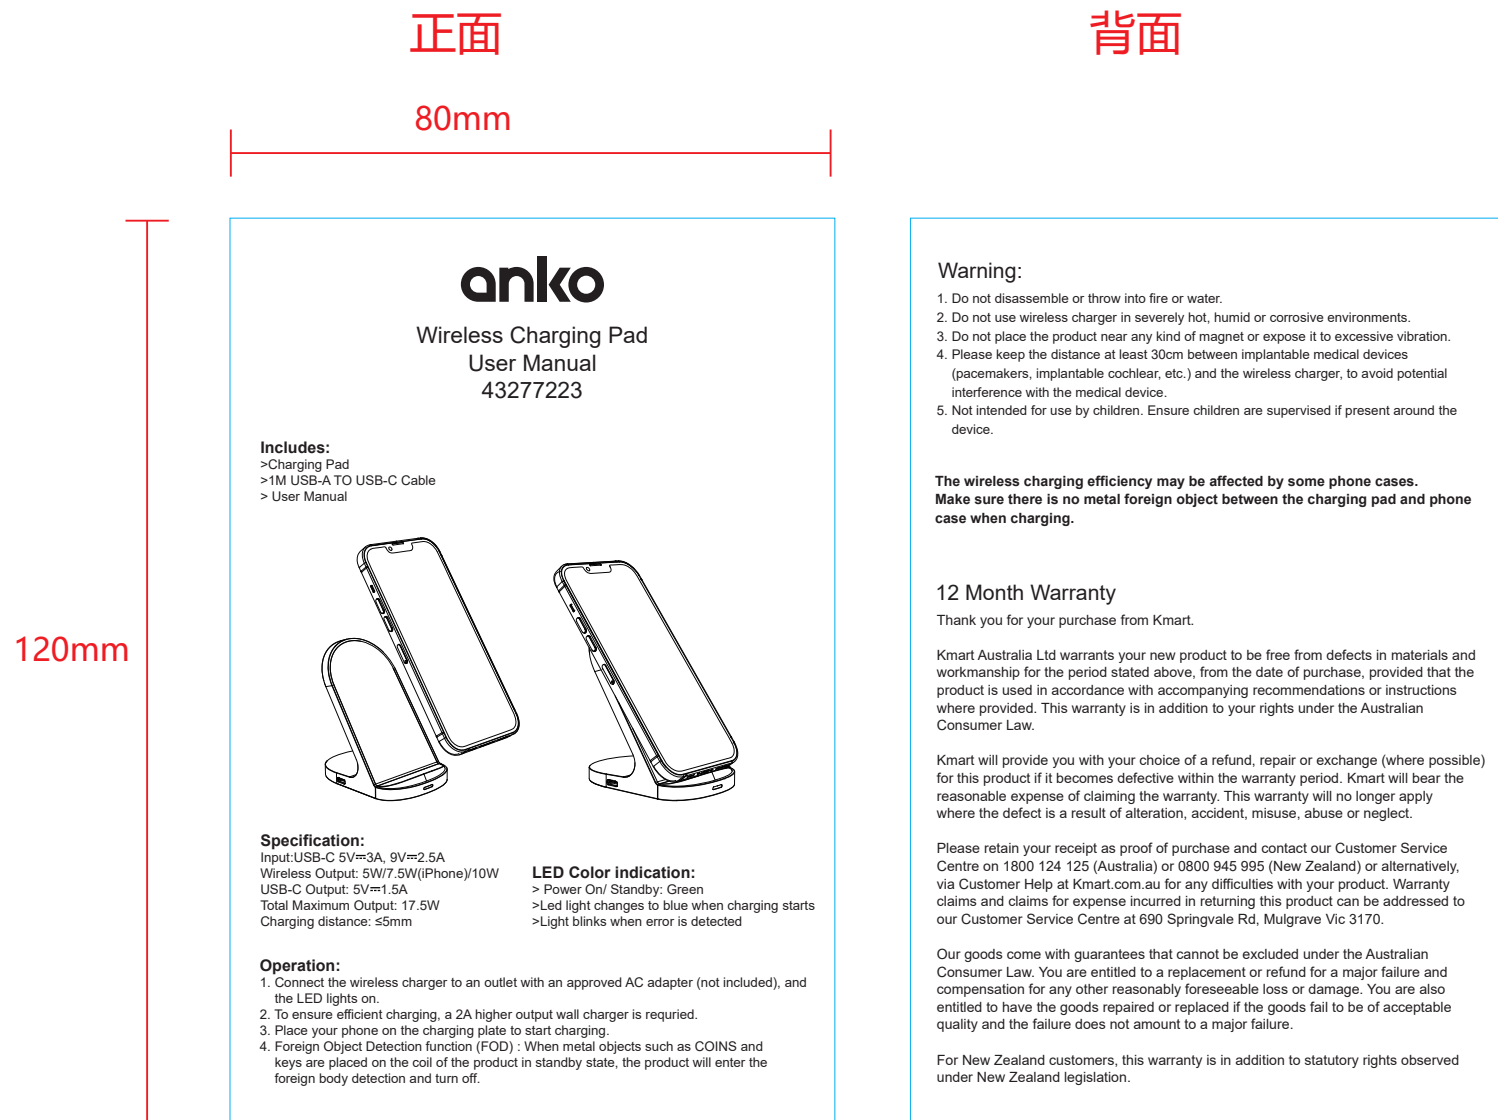 正面
背面
80mm
120mm
anko
Wireless Charging Pad
User Manual
43277223
Includes:
>Charging Pad
>1M USB-A TO USB-C Cable
> User Manual
Specification:
Input:USB-C 5V⎓3A, 9V⎓2.5A
Wireless Output: 5W/7.5W(iPhone)/10W
USB-C Output: 5V⎓1.5A
Total Maximum Output: 17.5W
Charging distance: ≤5mm
LED Color indication:
> Power On/ Standby: Green
>Led light changes to blue when charging starts
>Light blinks when error is detected
Operation:
1. Connect the wireless charger to an outlet with an approved AC adapter (not included), and
the LED lights on.
2. To ensure efficient charging, a 2A higher output wall charger is requried.
3. Place your phone on the charging plate to start charging.
4. Foreign Object Detection function (FOD) : When metal objects such as COINS and
keys are placed on the coil of the product in standby state, the product will enter the
foreign body detection and turn off.
Warning:
1. Do not disassemble or throw into fire or water.
2. Do not use wireless charger in severely hot, humid or corrosive environments.
3. Do not place the product near any kind of magnet or expose it to excessive vibration.
4. Please keep the distance at least 30cm between implantable medical devices
(pacemakers, implantable cochlear, etc.) and the wireless charger, to avoid potential
interference with the medical device.
5. Not intended for use by children. Ensure children are supervised if present around the
device.
The wireless charging efficiency may be affected by some phone cases.
Make sure there is no metal foreign object between the charging pad and phone
case when charging.
12 Month Warranty
Thank you for your purchase from Kmart.
Kmart Australia Ltd warrants your new product to be free from defects in materials and
workmanship for the period stated above, from the date of purchase, provided that the
product is used in accordance with accompanying recommendations or instructions
where provided. This warranty is in addition to your rights under the Australian
Consumer Law.
Kmart will provide you with your choice of a refund, repair or exchange (where possible)
for this product if it becomes defective within the warranty period. Kmart will bear the
reasonable expense of claiming the warranty. This warranty will no longer apply
where the defect is a result of alteration, accident, misuse, abuse or neglect.
Please retain your receipt as proof of purchase and contact our Customer Service
Centre on 1800 124 125 (Australia) or 0800 945 995 (New Zealand) or alternatively,
via Customer Help at Kmart.com.au for any difficulties with your product. Warranty
claims and claims for expense incurred in returning this product can be addressed to
our Customer Service Centre at 690 Springvale Rd, Mulgrave Vic 3170.
Our goods come with guarantees that cannot be excluded under the Australian
Consumer Law. You are entitled to a replacement or refund for a major failure and
compensation for any other reasonably foreseeable loss or damage. You are also
entitled to have the goods repaired or replaced if the goods fail to be of acceptable
quality and the failure does not amount to a major failure.
For New Zealand customers, this warranty is in addition to statutory rights observed
under New Zealand legislation.